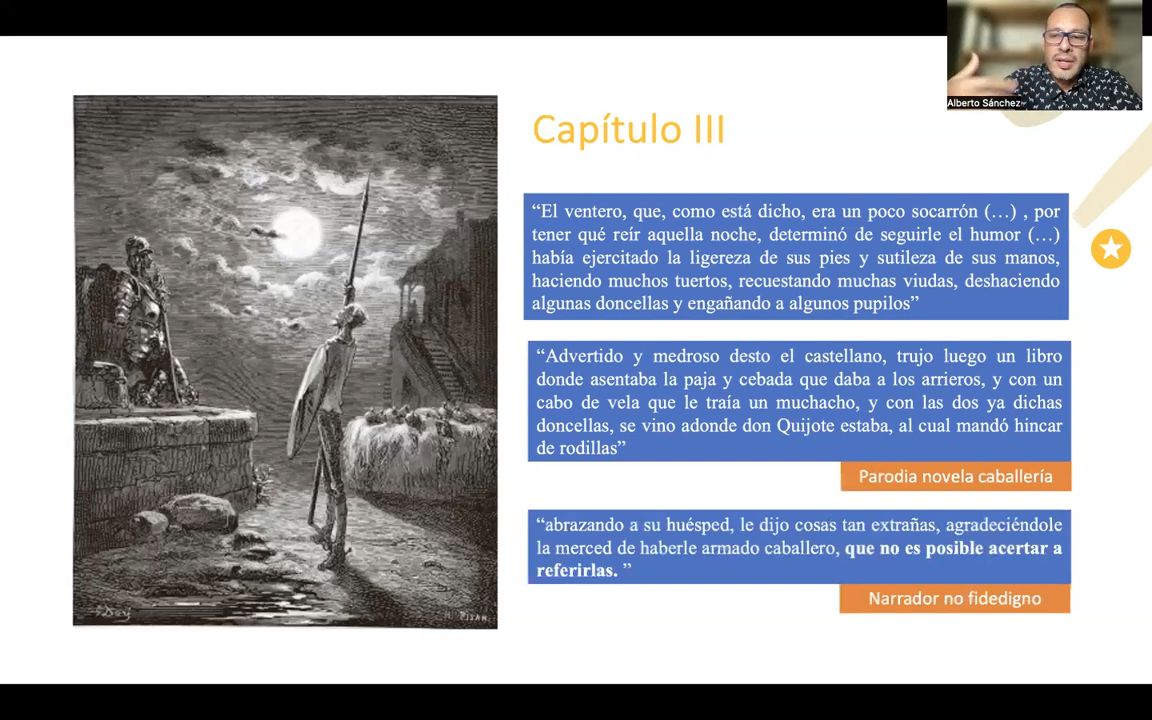 Alberto Sánchez
Capítulo III
“El ventero, que, como está dicho, era un poco socarrón (…) , por
tener qué reír aquella noche, determinó de seguirle el humor (…)
había ejercitado la ligereza de sus pies y sutileza de sus manos,
haciendo muchos tuertos, recuestando muchas viudas, deshaciendo
algunas doncellas y engañando a algunos pupilos”
“Advertido y medroso desto el castellano, trujo luego un libro
donde asentaba la paja y cebada que daba a los arrieros, y con un
cabo de vela que le traía un muchacho, y con las dos ya dichas
doncellas, se vino adonde don Quijote estaba, al cual mandó hincar
de rodillas”
Parodia novela caballería
“abrazando a su huésped, le dijo cosas tan extrañas, agradeciéndole
la merced de haberle armado caballero, que no es posible acertar a
referirlas. ”
Narrador no fidedigno
G Doré
PISAN